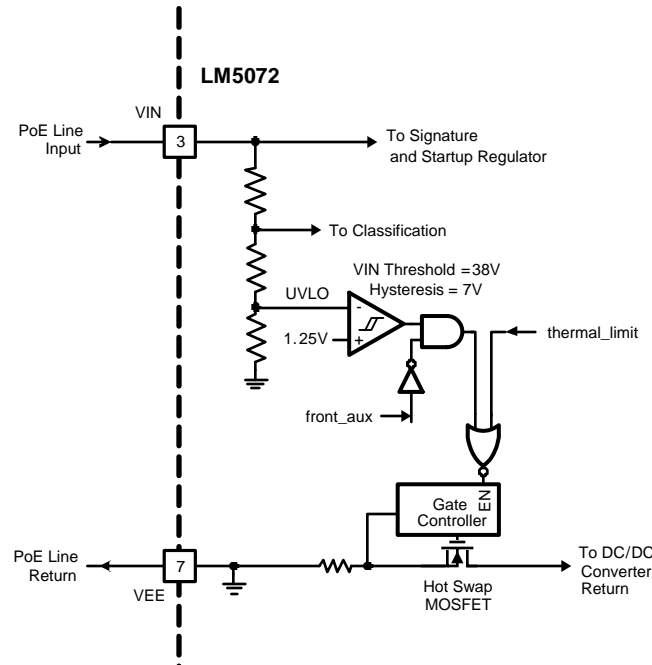 LM5072
VIN
PoE Line
Input
3
To Signature
and Startup Regulator
To Classification
VIN Threshold =38V
Hysteresis = 7V
UVLO
-
1.25V
+
thermal_limit
front_aux
EN
Gate
Controller
PoE Line
Return
7
VEE
To DC/DC
Converter
Return
Hot Swap
MOSFET